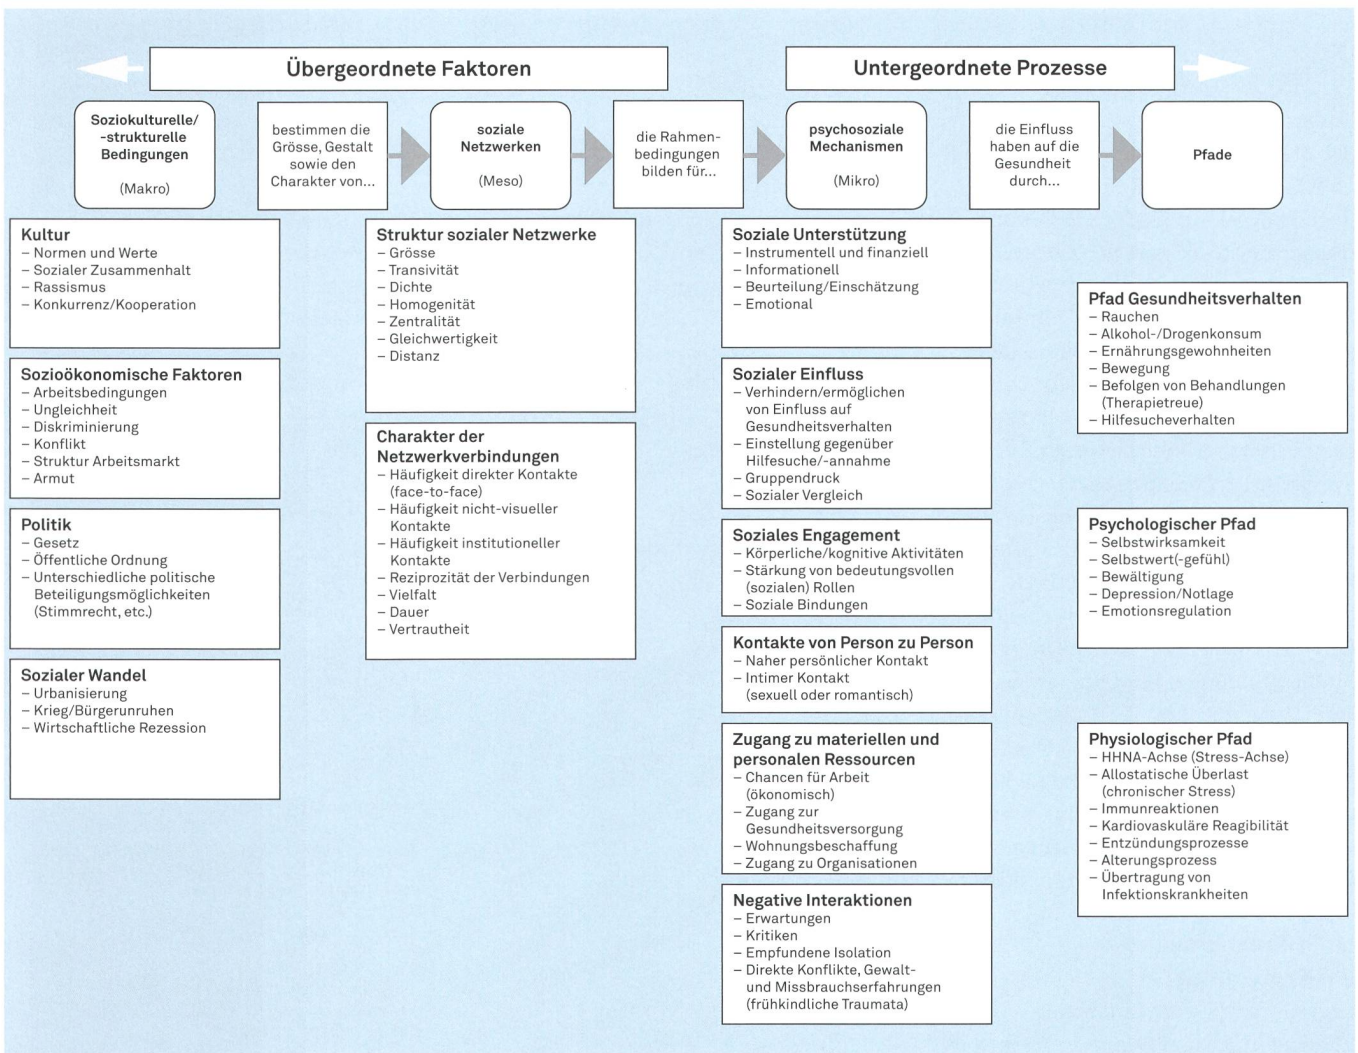 Übergeordnete Faktoren
Untergeordnete Prozesse
Soziokulturelle/
-strukturelle
Bedingungen
(Makro)
bestimmen die
Grösse, Gestalt
sowie den
Charakter von...
soziale
Netzwerken
(Meso)
die Rahmen-
bedingungen
bilden für...
psychosoziale
Mechanismen
(Mikro)
die Einfluss
haben auf die
Gesundheit
durch...
Pfade
Kultur
– Normen und Werte
– Sozialer Zusammenhalt
– Rassismus
– Konkurrenz/Kooperation
Sozioökonomische Faktoren
– Arbeitsbedingungen
– Ungleichheit
– Diskriminierung
– Konflikt
– Struktur Arbeitsmarkt
– Armut
Politik
– Gesetz
– Öffentliche Ordnung
– Unterschiedliche politische
Beteiligungsmöglichkeiten
(Stimmrecht, etc.)
Sozialer Wandel
– Urbanisierung
– Krieg/Bürgerunruhen
– Wirtschaftliche Rezession
Struktur sozialer Netzwerke
– Grösse
– Transivität
– Dichte
– Homogenität
– Zentralität
– Gleichwertigkeit
– Distanz
Charakter der
Netzwerkverbindungen
– Häufigkeit direkter Kontakte
(face-to-face)
– Häufigkeit nicht-visueller
Kontakte
– Häufigkeit institutioneller
Kontakte
– Reziprozität der Verbindungen
– Vielfalt
– Dauer
– Vertrautheit
Soziale Unterstützung
– Instrumentell und finanziell
– Informationell
– Beurteilung/Einschätzung
– Emotional
Sozialer Einfluss
– Verhindern/ermöglichen
von Einfluss auf
Gesundheitsverhalten
– Einstellung gegenüber
Hilfesuche/-annahme
– Gruppendruck
– Sozialer Vergleich
Soziales Engagement
– Körperliche/kognitive Aktivitäten
– Stärkung von bedeutungsvollen
(sozialen) Rollen
– Soziale Bindungen
Kontakte von Person zu Person
– Naher persönlicher Kontakt
– Intimer Kontakt
(sexuell oder romantisch)
Zugang zu materiellen und
personalen Ressourcen
– Chancen für Arbeit
(ökonomisch)
– Zugang zur
Gesundheitsversorgung
– Wohnungsbeschaffung
– Zugang zu Organisationen
Negative Interaktionen
– Erwartungen
– Kritiken
– Empfundene Isolation
– Direkte Konflikte, Gewalt-
und Missbrauchserfahrungen
(frühkindliche Traumata)
Pfad Gesundheitsverhalten
– Rauchen
– Alkohol-/Drogenkonsum
– Ernährungsgewohnheiten
– Bewegung
– Befolgen von Behandlungen
(Therapietreue)
– Hilfesucheverhalten
Psychologischer Pfad
– Selbstwirksamkeit
– Selbstwert(-gefühl)
– Bewältigung
– Depression/Notlage
– Emotionsregulation
Physiologischer Pfad
– HHNA-Achse (Stress-Achse)
– Allostatische Überlast
(chronischer Stress)
– Immunreaktionen
– Kardiovaskuläre Reagibilität
– Entzündungprozesse
– Alterungsprozess
– Übertragung von
Infektionskrankheiten